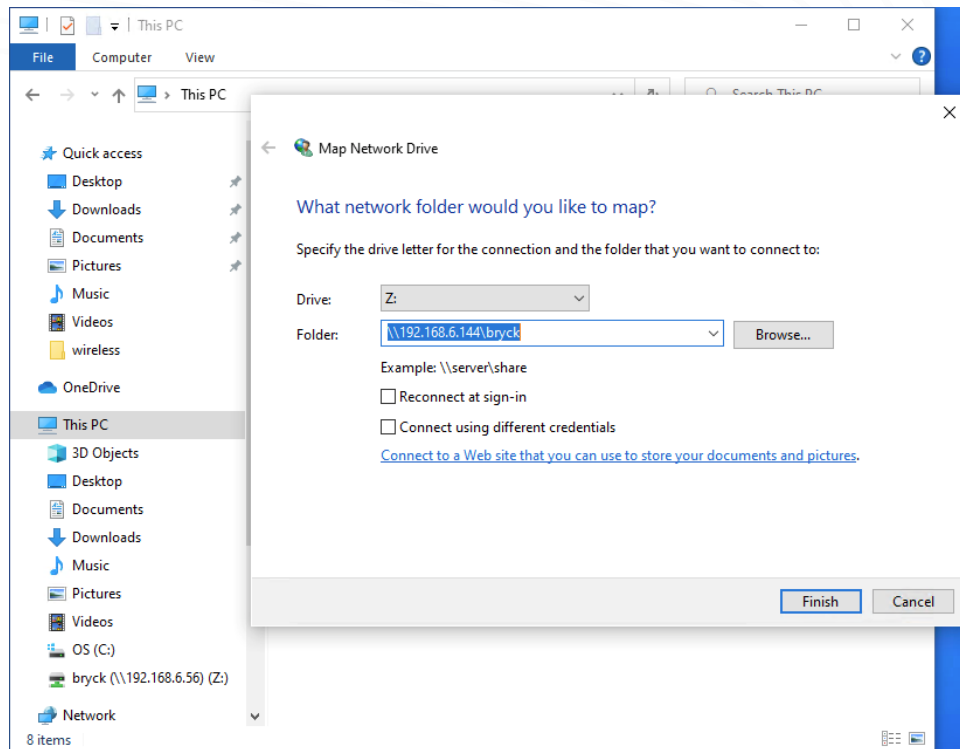 This PC
File Computer View
This PC
Quick access
Desktop
Downloads
Documents
Pictures
Music
Videos
wireless
OneDrive
This PC
3D Objects
Desktop
Documents
Downloads
Music
Pictures
Videos
OS (C:)
bryck (\\192.168.6.56) (Z:)
Network
8 items
Search This PC
Map Network Drive
What network folder would you like to map?
Specify the drive letter for the connection and the folder that you want to connect to:
Drive: Z:
Folder: \\192.168.6.144\bryck Browse...
Example: \\server\share
Reconnect at sign-in
Connect using different credentials
Connect to a Web site that you can use to store your documents and pictures.
Finish Cancel